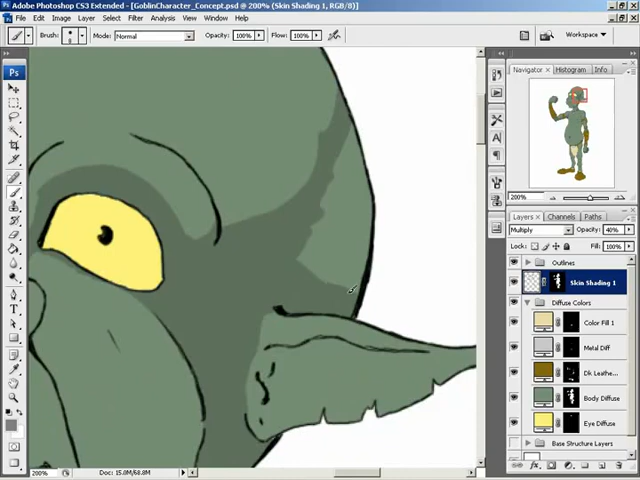 Adobe Photoshop CS3 Extended - [GoblinCharacter_Concept.psd @ 200% (Skin Shading 1, RGB/8)]
File Edit Image Layer Select Filter Analysis View Window Help
Brush: 8 Mode: Normal Opacity: 100% Flow: 100% Workspace
Ps
Navigator Histogram Info
200%
Layers Channels Paths
Multiply Opacity: 40%
Lock: Fill: 100%
Outlines
Skin Shading 1
Diffuse Colors
Color Fill 1
Metal Diff
Dk Leathe...
Body Diffuse
Eye Diffuse
Base Structure Layers
200% Doc: 15.0M/68.8M